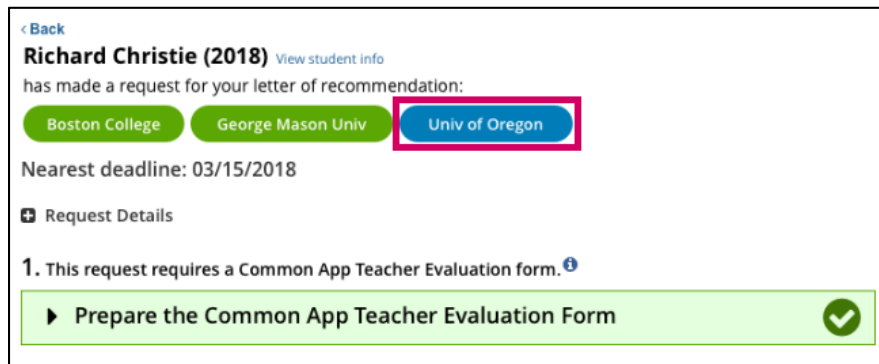 < Back
Richard Christie (2018) View student info
has made a request for your letter of recommendation:
Boston College George Mason Univ Univ of Oregon
Nearest deadline: 03/15/2018
Request Details
1. This request requires a Common App Teacher Evaluation form.
Prepare the Common App Teacher Evaluation Form